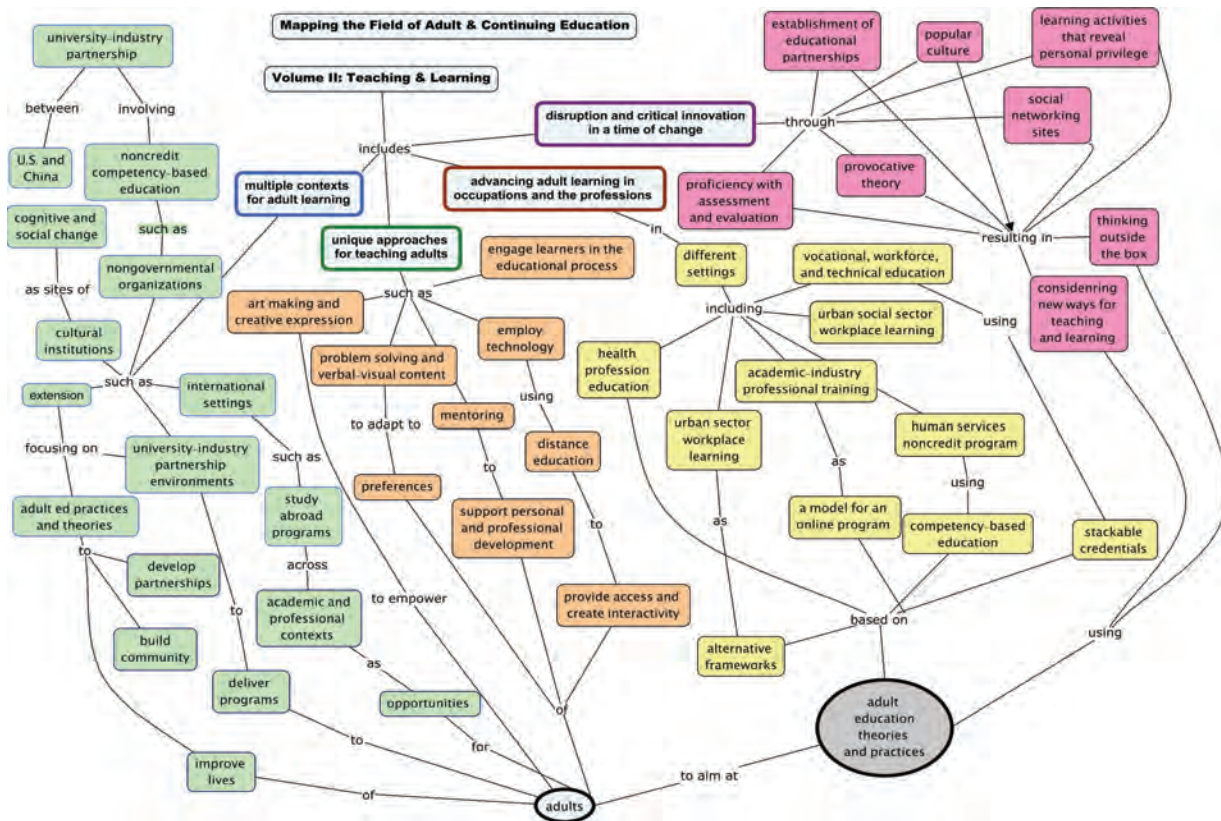 Mapping the Field of Adult & Continuing Education
Volume II: Teaching & Learning
includes
disruption and critical innovation
in a time of change
multiple contexts
for adult learning
advancing adult learning in
occupations and the professions
unique approaches
for teaching adults
university-industry
partnership
between
involving
U.S. and
China
noncredit
competency-based
education
cognitive and
social change
such as
as sites of
nongovernmental
organizations
cultural
institutions
such as
extension
international
settings
focusing on
university-industry
partnership
environments
such as
adult ed practices
and theories
study
abroad
programs
to
develop
partnerships
across
build
community
to
academic and
professional
contexts
as
deliver
programs
opportunities
to
for
improve
lives
of
adults
engage learners in the
educational process
such as
art making and
creative expression
employ
technology
problem solving and
verbal-visual content
using
to adapt to
mentoring
distance
education
to
preferences
support personal
and professional
development
to
to empower
provide access and
create interactivity
of
through
establishment of
educational
partnerships
popular
culture
learning activities
that reveal
personal privilege
social
networking
sites
provocative
theory
proficiency with
assessment
and evaluation
resulting in
thinking
outside
the box
considenring
new ways for
teaching
and learning
in
different
settings
vocational, workforce,
and technical education
including
urban social sector
workplace learning
using
health
profession
education
academic-industry
professional training
urban sector
workplace
learning
human services
noncredit program
as
using
as
a model for an
online program
competency-based
education
stackable
credentials
based on
alternative
frameworks
using
adult
education
theories
and practices
to aim at